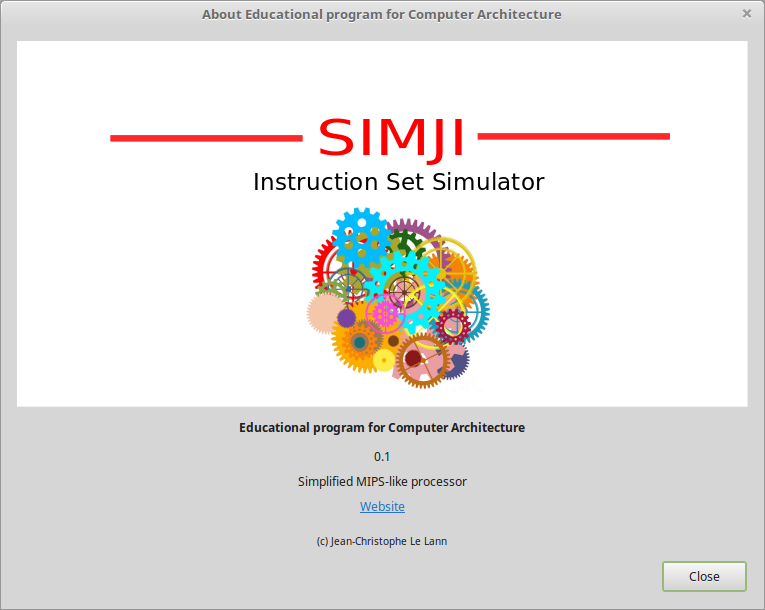 About Educational program for Computer Architecture
SIMJI
Instruction Set Simulator
Educational program for Computer Architecture
0.1
Simplified MIPS-like processor
Website
(c) Jean-Christophe Le Lann
Close